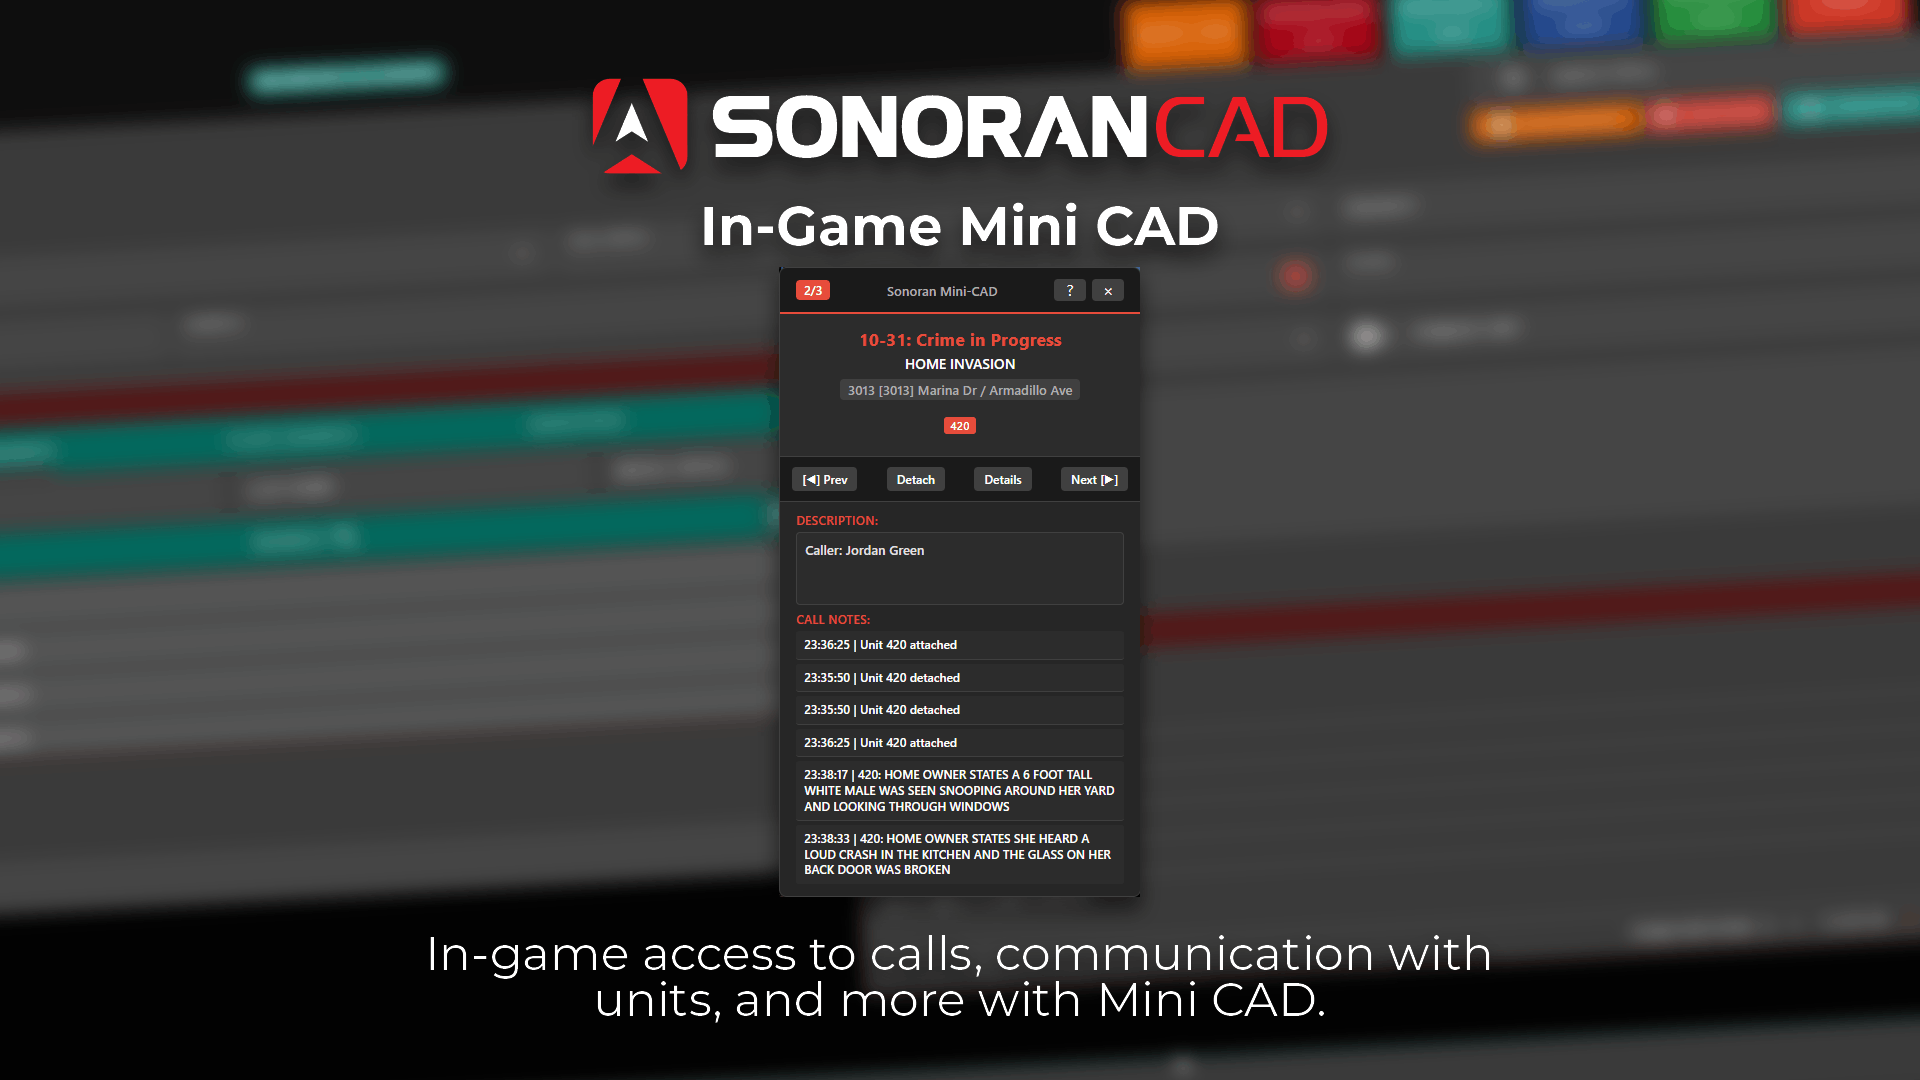 SONORANCAD
In-Game Mini CAD
2/3
Sonoran Mini-CAD
?
×
10-31: Crime in Progress
HOME INVASION
3013 [3013] Marina Dr / Armadillo Ave
420
[◀] Prev
Detach
Details
Next [▶]
DESCRIPTION:
Caller: Jordan Green
CALL NOTES:
23:36:25 | Unit 420 attached
23:35:50 | Unit 420 detached
23:35:50 | Unit 420 detached
23:36:25 | Unit 420 attached
23:38:17 | 420: HOME OWNER STATES A 6 FOOT TALL
WHITE MALE WAS SEEN SNOOPING AROUND HER YARD
AND LOOKING THROUGH WINDOWS
23:38:33 | 420: HOME OWNER STATES SHE HEARD A
LOUD CRASH IN THE KITCHEN AND THE GLASS ON HER
BACK DOOR WAS BROKEN
In-game access to calls, communication with
units, and more with Mini CAD.